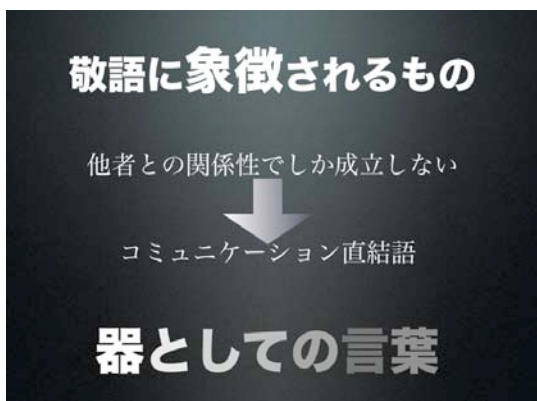 敬語に象徴されるもの
他者との関係性でしか成立しない
コミュニケーション直結語
器としての言葉